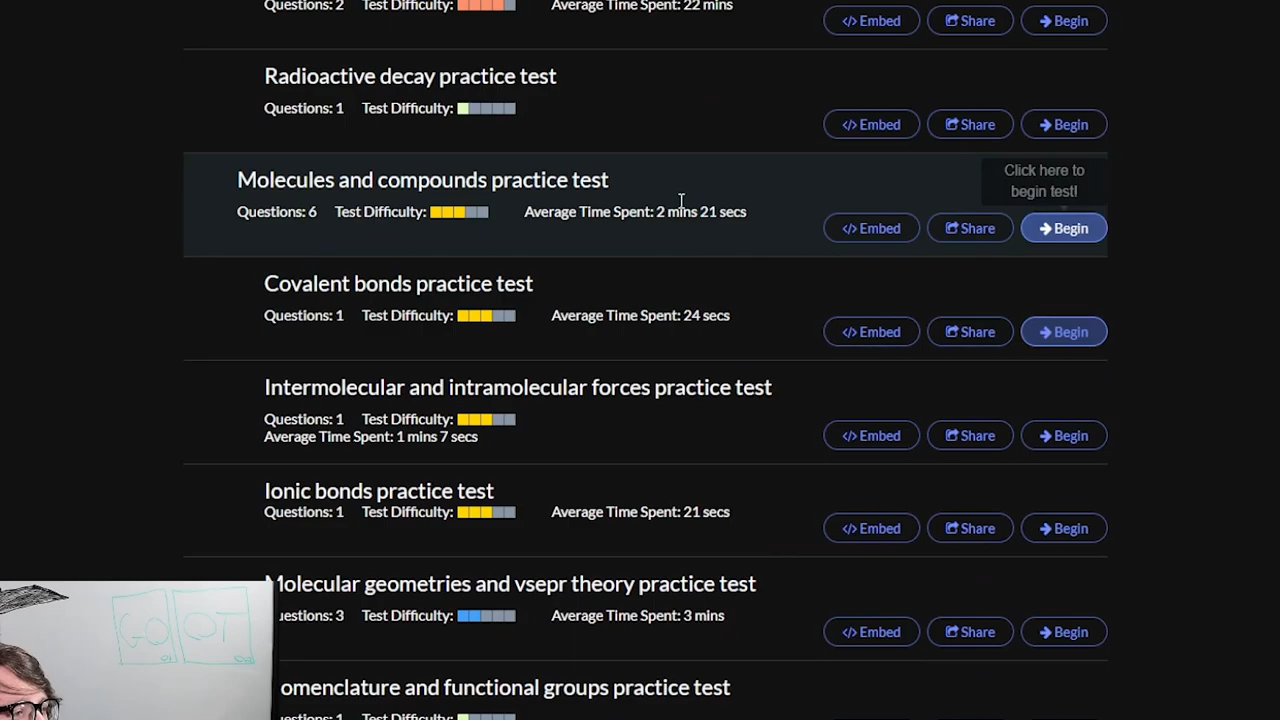 Questions: 2 Test Difficulty: Average Time Spent: 22 mins
Embed Share Begin
Radioactive decay practice test
Questions: 1 Test Difficulty:
Embed Share Begin
Molecules and compounds practice test
Click here to
begin test!
Questions: 6 Test Difficulty: Average Time Spent: 2 mins 21 secs
</> Embed Share Begin
Covalent bonds practice test
Questions: 1 Test Difficulty: Average Time Spent: 24 secs
</> Embed Share Begin
Intermolecular and intramolecular forces practice test
Questions: 1 Test Difficulty:
Average Time Spent: 1 mins 7 secs
</> Embed Share Begin
Ionic bonds practice test
Questions: 1 Test Difficulty: Average Time Spent: 21 secs
</> Embed Share Begin
Molecular geometries and vsepr theory practice test
uestions: 3 Test Difficulty: Average Time Spent: 3 mins
</> Embed Share Begin
omenclature and functional groups practice test
uestions: 1 Test Difficulty: